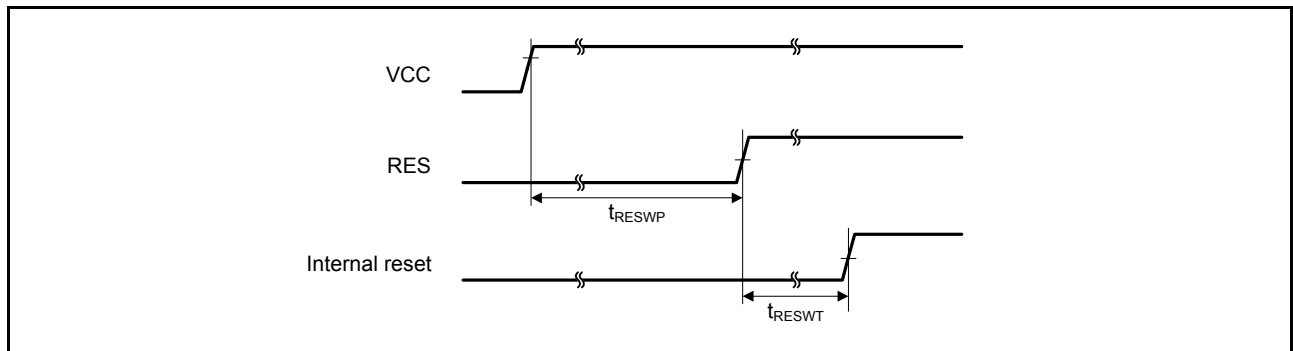 VCC
RES
tRESWP
Internal reset
tRESWT